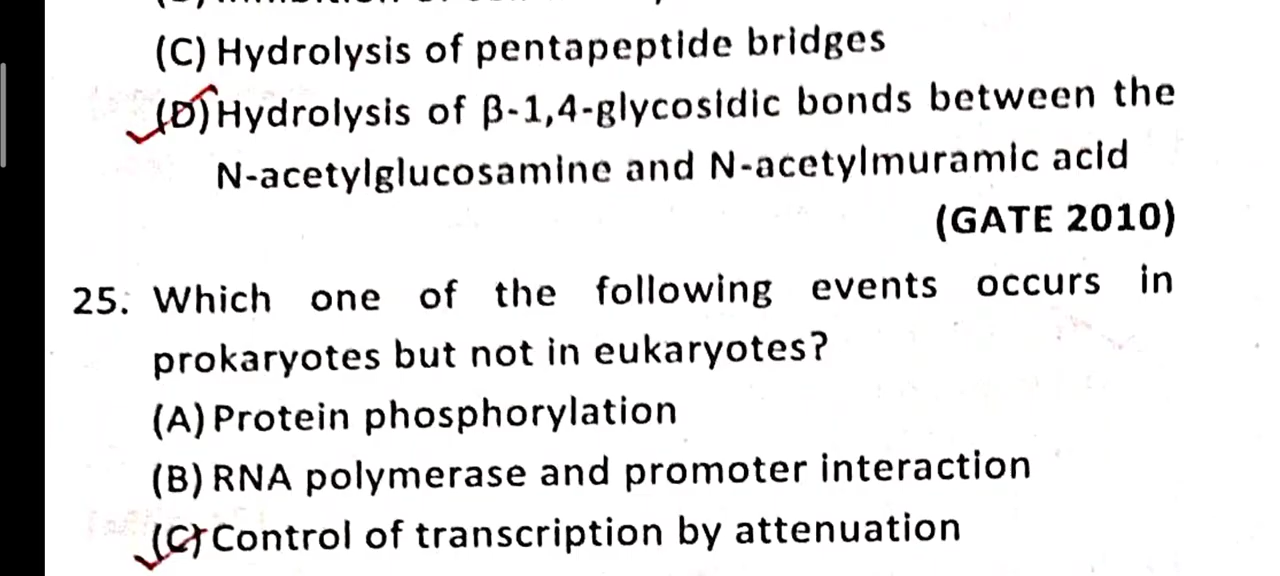 (C) Hydrolysis of pentapeptide bridges
(D) Hydrolysis of β-1,4-glycosidic bonds between the
N-acetylglucosamine and N-acetylmuramic acid
(GATE 2010)
25. Which one of the following events occurs in
prokaryotes but not in eukaryotes?
(A) Protein phosphorylation
(B) RNA polymerase and promoter interaction
(C) Control of transcription by attenuation